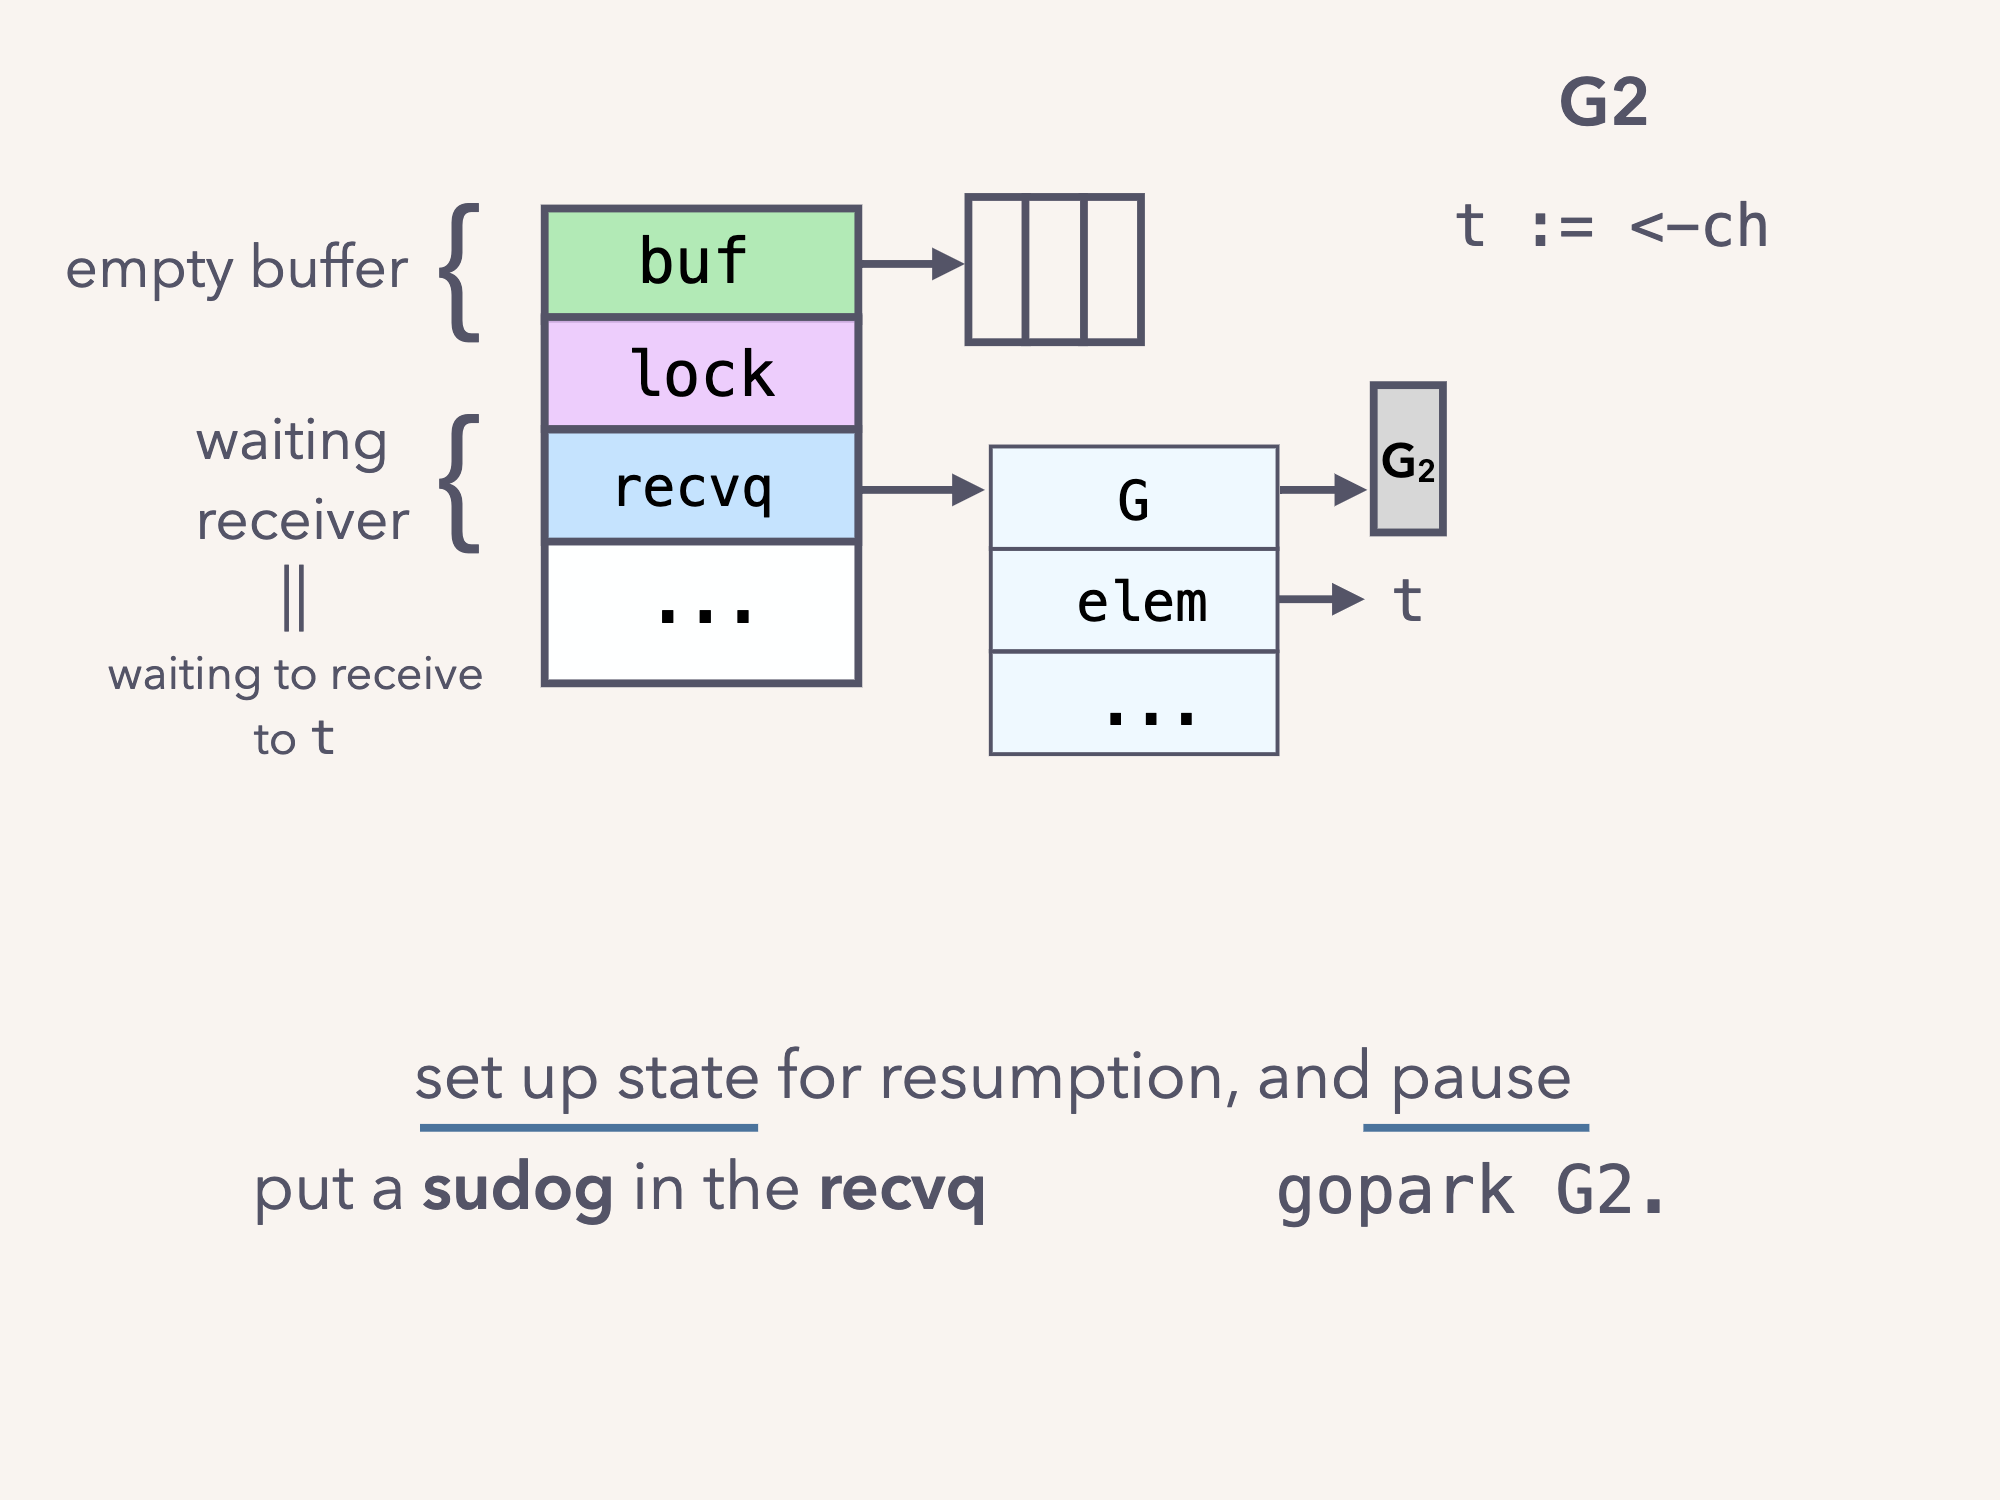 G2
t := <-ch
empty buffer {
buf
lock
waiting
receiver {
recvq
...
G
G2
elem
t
...
||
waiting to receive
to t
set up state for resumption, and pause
put a sudog in the recvq
gopark G2.